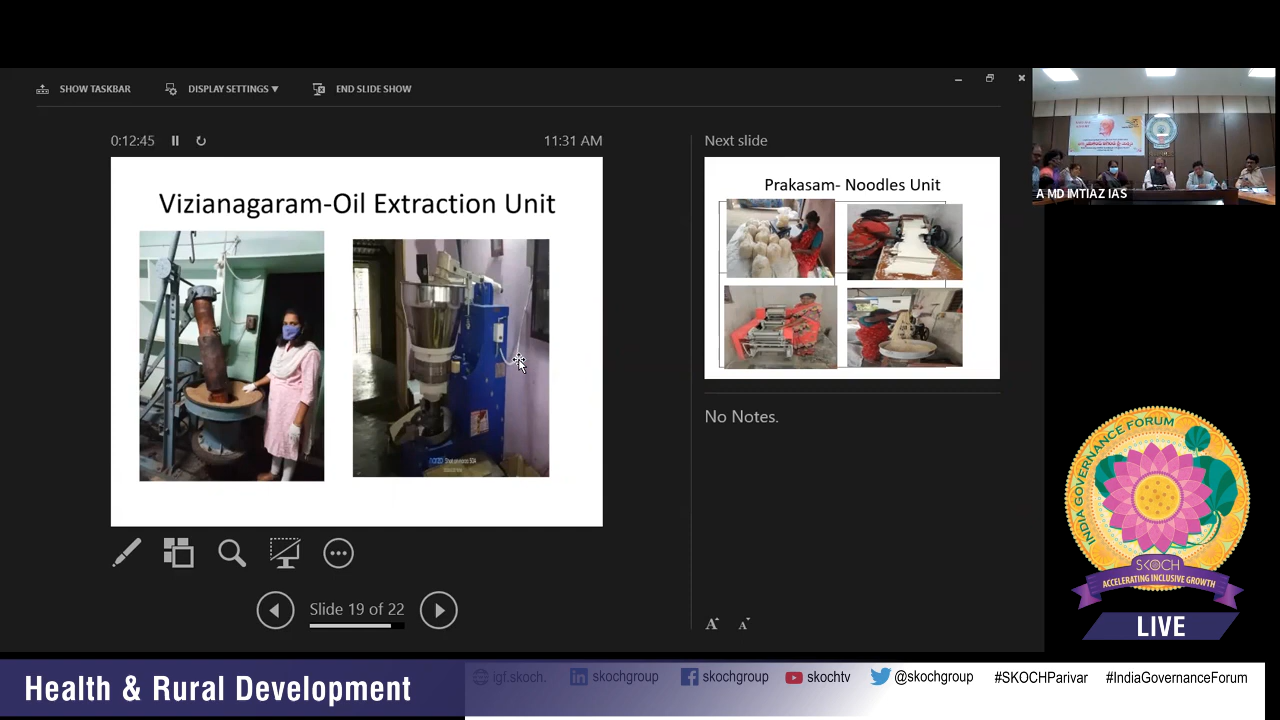 SHOW TASKBAR
DISPLAY SETTINGS ▼
END SLIDE SHOW
0:12:45
11:31 AM
Vizianagaram-Oil Extraction Unit
Next slide
Prakasam- Noodles Unit
No Notes.
Slide 19 of 22
A MD IMTIAZ IAS
INDIA GOVERNANCE FORUM
SKOCH
ACCELERATING INCLUSIVE GROWTH
LIVE
Health & Rural Development
igf.skoch.
skochgroup
skochgroup
skochtv
@skochgroup
#SKOCHParivar
#IndiaGovernanceForum